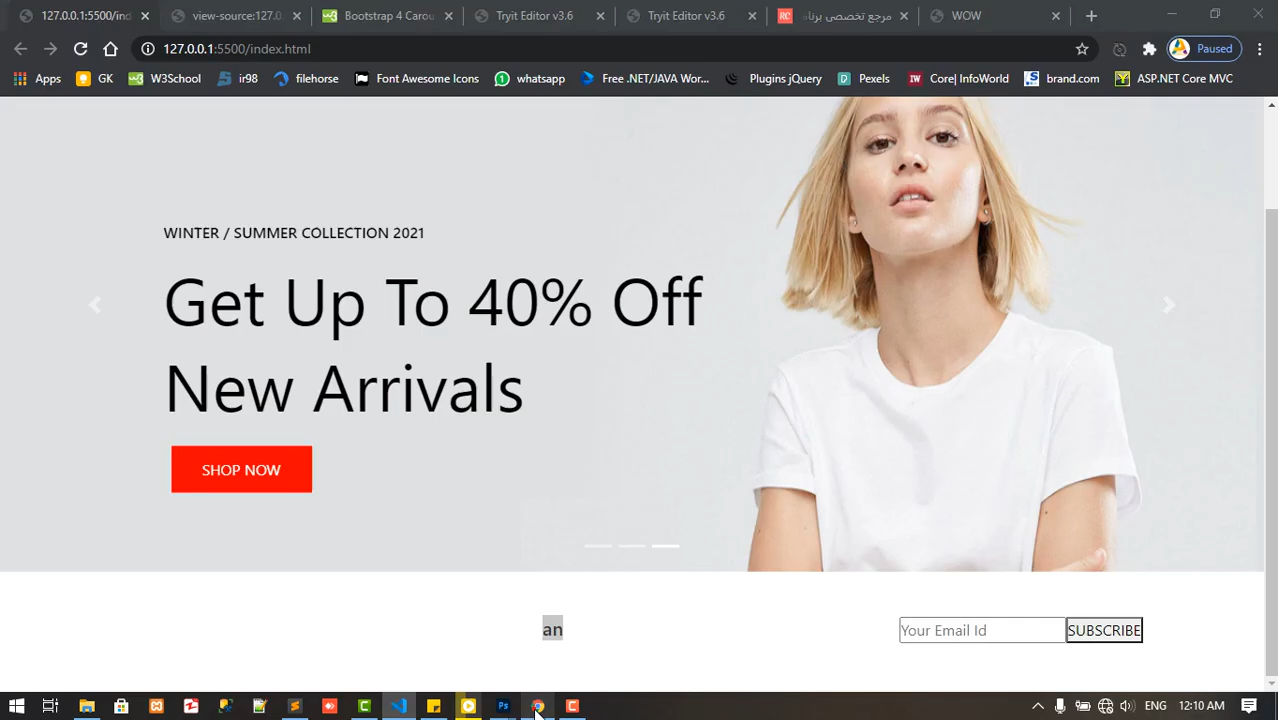 127.0.0.1:5500/ind
view-source:127.0.
Bootstrap 4 Carou
Tryit Editor v3.6
Tryit Editor v3.6
مرجع تخصصی برنا
WOW
127.0.0.1:5500/index.html
Paused
Apps
GK
W3School
ir98
filehorse
Font Awesome Icons
whatsapp
Free .NET/JAVA Wor...
Plugins jQuery
Pexels
Core| InfoWorld
brand.com
ASP.NET Core MVC
WINTER / SUMMER COLLECTION 2021
Get Up To 40% Off
New Arrivals
SHOP NOW
an
Your Email Id
SUBSCRIBE
ENG
12:10 AM